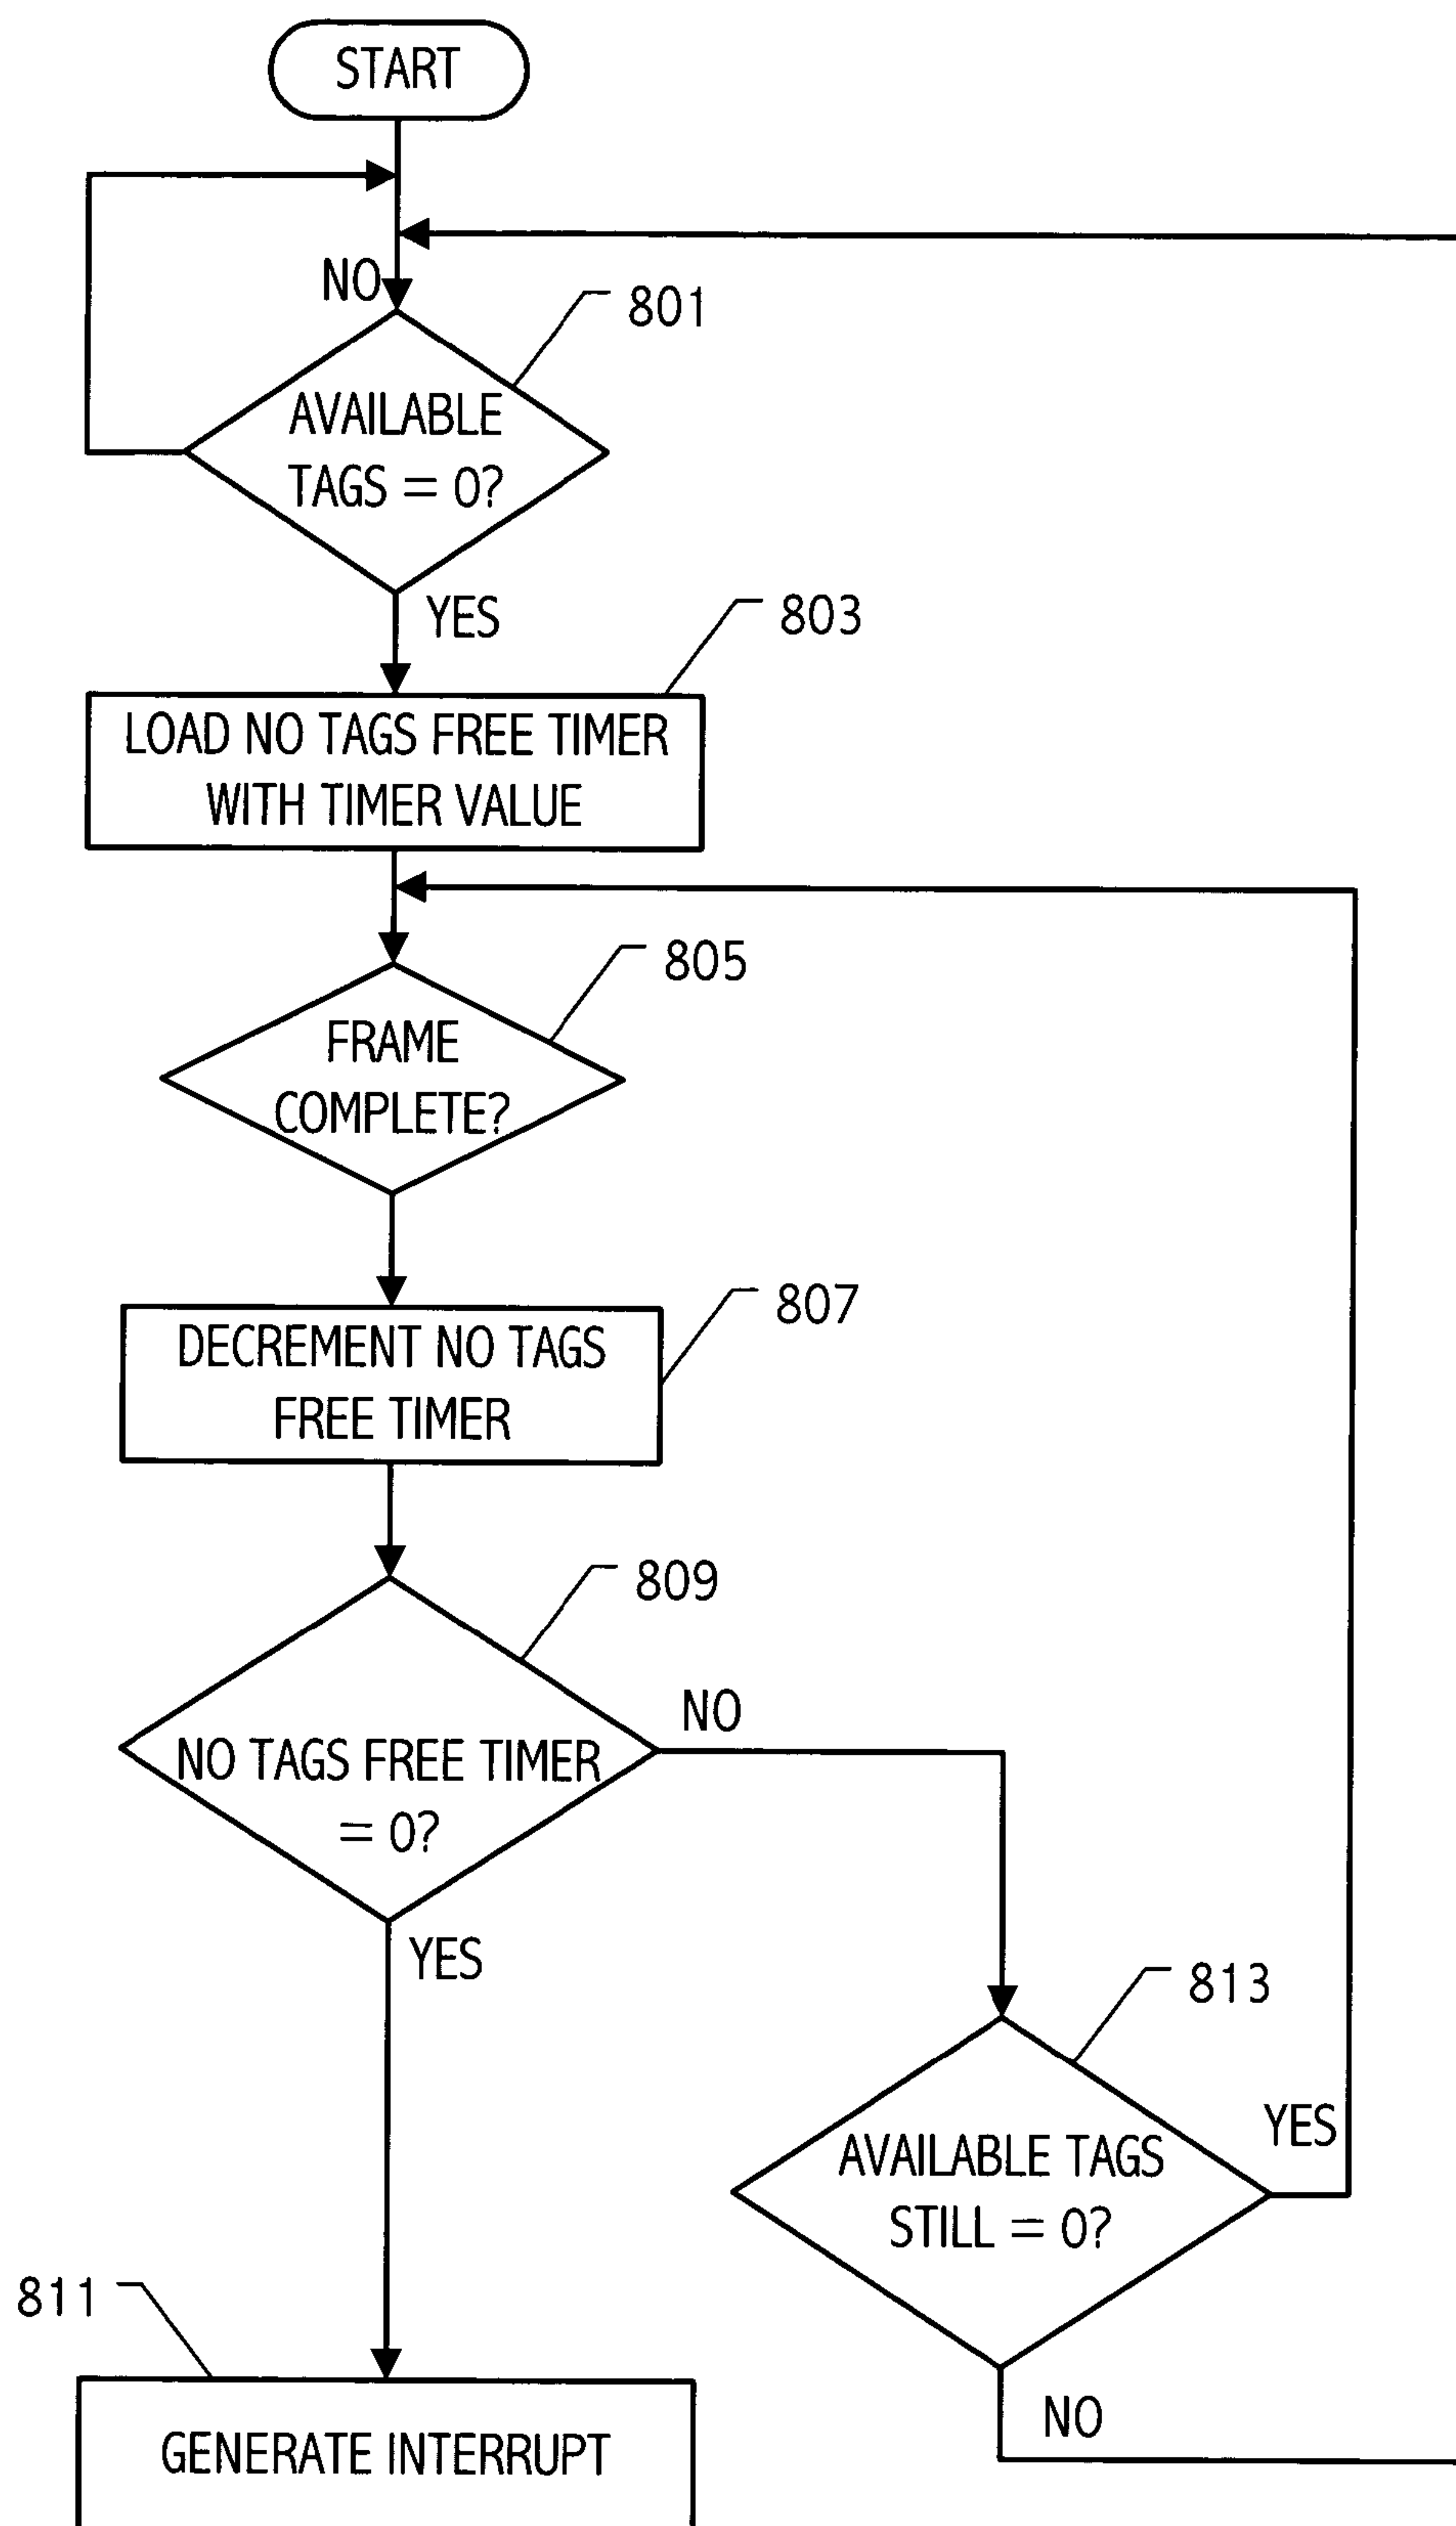 START
NO
801
AVAILABLE
TAGS = 0?
YES
803
LOAD NO TAGS FREE TIMER
WITH TIMER VALUE
805
FRAME
COMPLETE?
807
DECREMENT NO TAGS
FREE TIMER
809
NO
NO TAGS FREE TIMER
= 0?
YES
813
YES
AVAILABLE TAGS
STILL = 0?
811
NO
GENERATE INTERRUPT